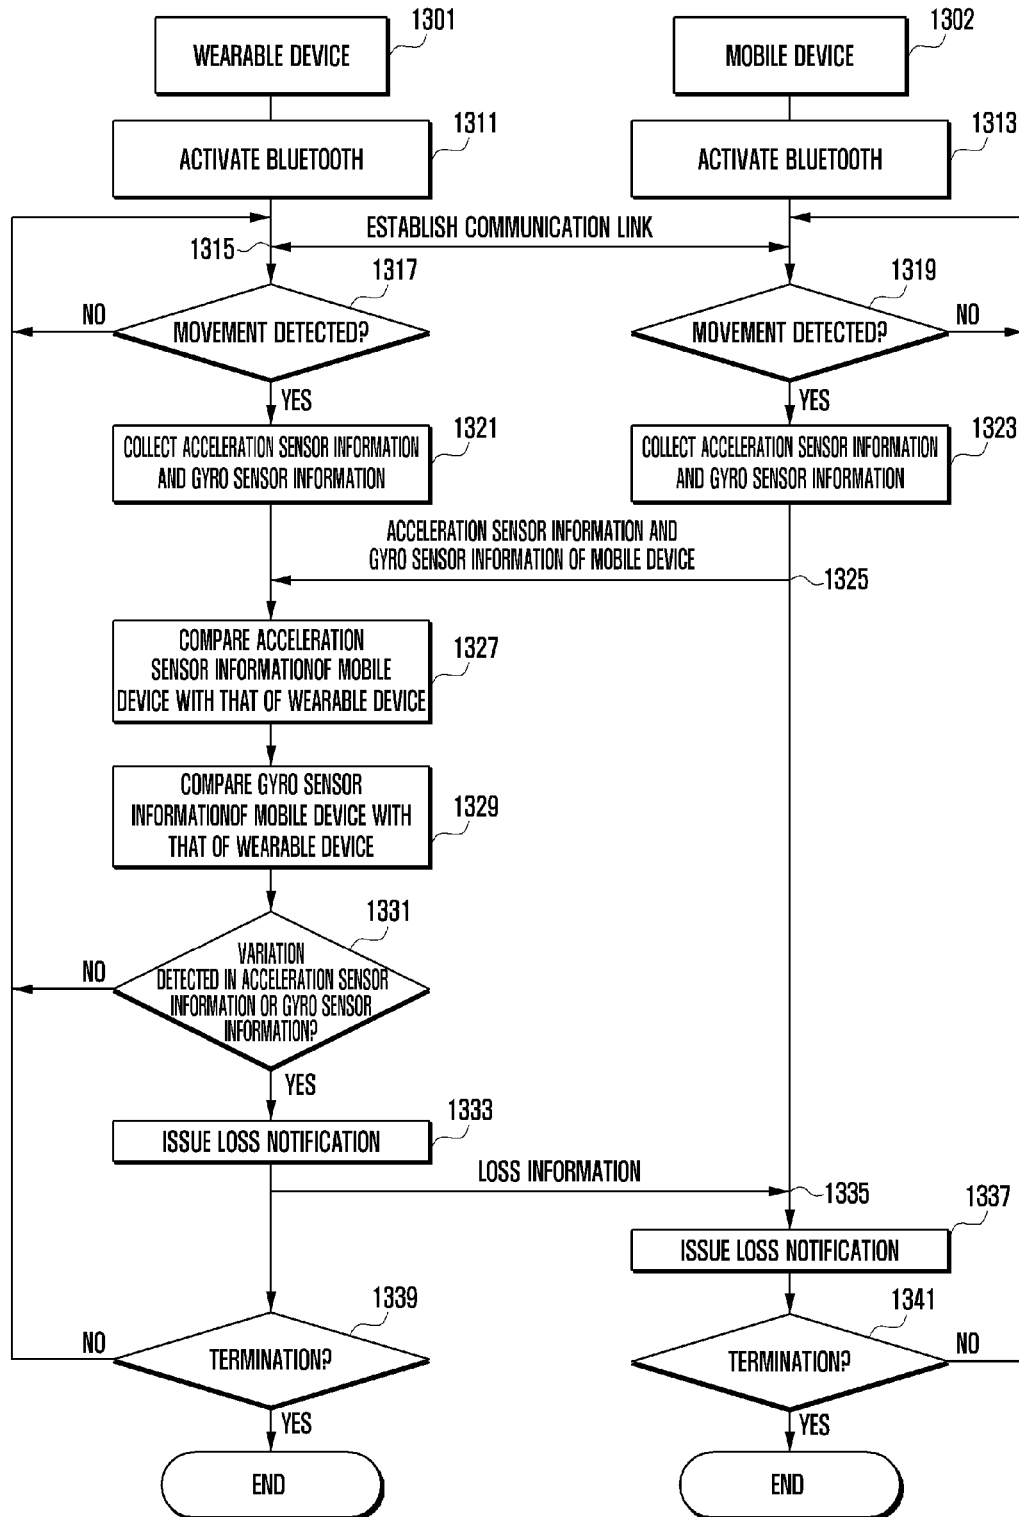 1301
1302
WEARABLE DEVICE
MOBILE DEVICE
1311
1313
ACTIVATE BLUETOOTH
ACTIVATE BLUETOOTH
ESTABLISH COMMUNICATION LINK
1315
1317
1319
NO
MOVEMENT DETECTED?
MOVEMENT DETECTED?
NO
YES
YES
1321
1323
COLLECT ACCELERATION SENSOR INFORMATION
AND GYRO SENSOR INFORMATION
COLLECT ACCELERATION SENSOR INFORMATION
AND GYRO SENSOR INFORMATION
ACCELERATION SENSOR INFORMATION AND
GYRO SENSOR INFORMATION OF MOBILE DEVICE
1325
COMPARE ACCELERATION
SENSOR INFORMATIONOF MOBILE
DEVICE WITH THAT OF WEARABLE DEVICE
1327
COMPARE GYRO SENSOR
INFORMATIONOF MOBILE DEVICE WITH
THAT OF WEARABLE DEVICE
1329
1331
NO
VARIATION
DETECTED IN ACCELERATION SENSOR
INFORMATION OR GYRO SENSOR
INFORMATION?
YES
1333
ISSUE LOSS NOTIFICATION
LOSS INFORMATION
1335
1337
ISSUE LOSS NOTIFICATION
1339
1341
NO
TERMINATION?
TERMINATION?
NO
YES
YES
END
END